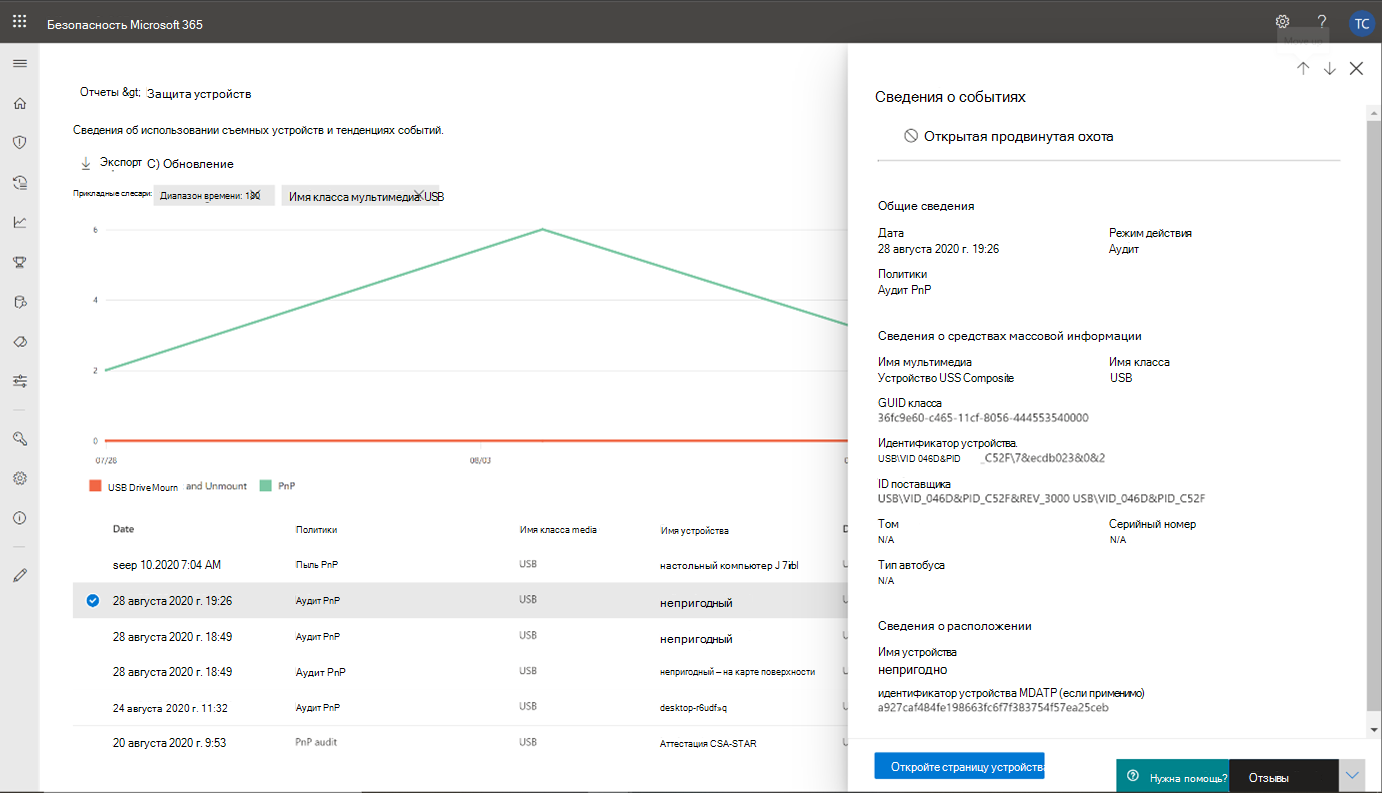 Безопасность Microsoft 365
?
TC
Отчеты &gt; Защита устройств
Сведения об использовании съемных устройств и тенденциях событий.
Экспорт С) Обновление
Прикладные слесари: Диапазон времени: 180 Имя класса мультимедиа: USB
6
4
2
0
07/26 08/03
USB DriveMourn and Unmount PnP
Date Политики Имя класса media Имя устройства
seep 10.2020 7:04 AM Пыль PnP USB настольный компьютер J 7iıbl
28 августа 2020 г. 19:26 Аудит PnP USB непригодный
28 августа 2020 г. 18:49 Аудит PnP USB непригодный
28 августа 2020 г. 18:49 Аудит PnP USB непригодный – на карте поверхности
24 августа 2020 г. 11:32 Аудит PnP USB desktop-r6udf»q
20 августа 2020 г. 9:53 PnP audit USB Аттестация CSA-STAR
Сведения о событиях
Открытая продвинутая охота
Общие сведения
Дата Режим действия
28 августа 2020 г. 19:26 Аудит
Политики
Аудит PnP
Сведения о средствах массовой информации
Имя мультимедиа Имя класса
Устройство USS Composite USB
GUID класса
36fc9e60-c465-11cf-8056-444553540000
Идентификатор устройства.
USB\VID 046D&PID _C52F\7&ecdb023&0&2
ID поставщика
USB\VID_046D&PID_C52F&REV_3000 USB\VID_046D&PID_C52F
Том Серийный номер
N/A N/A
Тип автобуса
N/A
Сведения о расположении
Имя устройства
непригодно
идентификатор устройства MDATP (если применимо)
a927caf484fe198663fc6f7f383754f57ea25ceb
Откройте страницу устройства
Нужна помощь? Отзывы